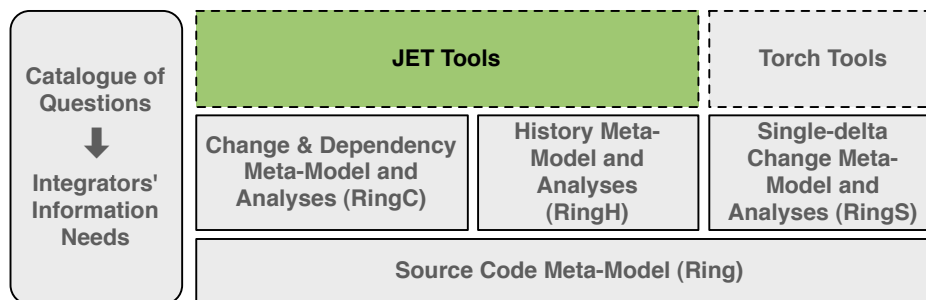 Catalogue of
Questions
Integrators'
Information
Needs
JET Tools
Torch Tools
Change & Dependency
Meta-Model and
Analyses (RingC)
History Meta-
Model and
Analyses
(RingH)
Single-delta
Change Meta-
Model and
Analyses (RingS)
Source Code Meta-Model (Ring)